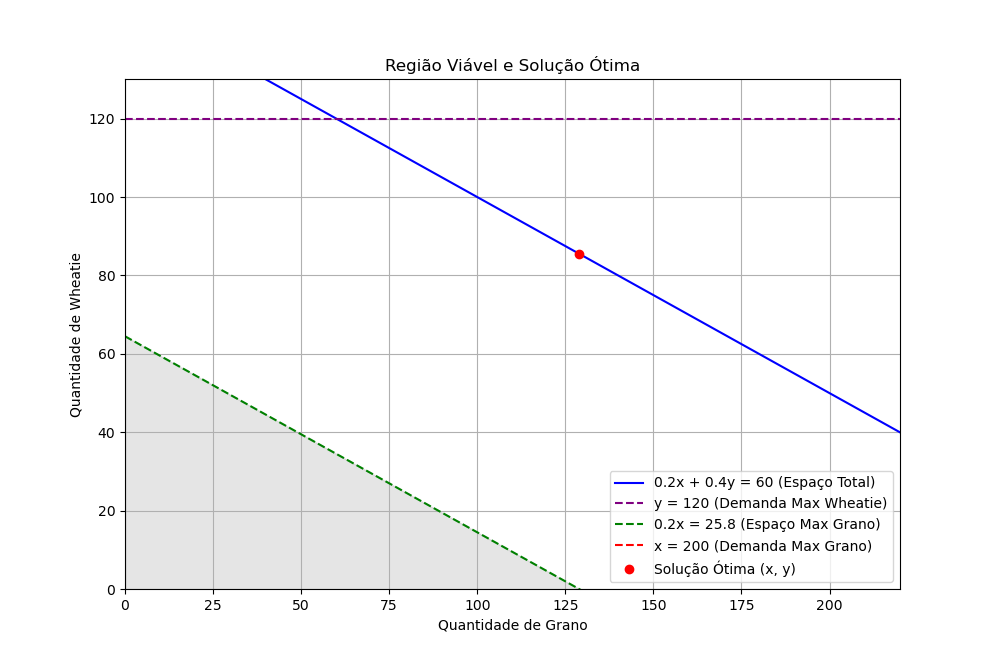 Região Viável e Solução Ótima
Quantidade de Wheatie
120
100
80
60
40
20
0
0 25 50 75 100 125 150 175 200
Quantidade de Grano
0.2x + 0.4y = 60 (Espaço Total)
y = 120 (Demanda Max Wheatie)
0.2x = 25.8 (Espaço Max Grano)
x = 200 (Demanda Max Grano)
Solução Ótima (x, y)